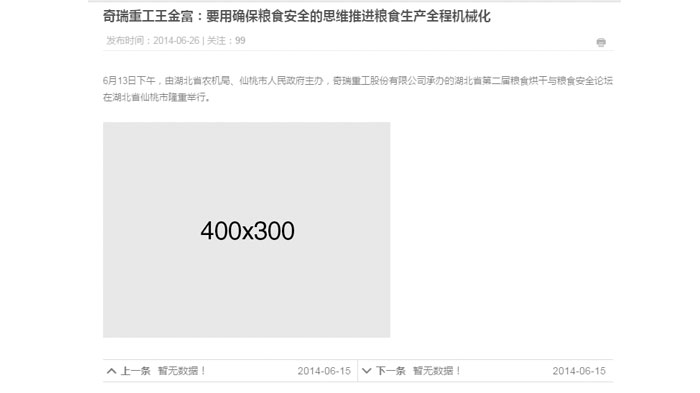 奇瑞重工王金富：要用确保粮食安全的思维推进粮食生产全程机械化
发布时间：2014-06-26 | 关注：99
6月13日下午，由湖北省农机局、仙桃市人民政府主办，奇瑞重工股份有限公司承办的湖北省第二届粮食烘干与粮食安全论坛
在湖北省仙桃市隆重举行。
400x300
上一条 暂无数据！ 2014-06-15 下一条 暂无数据！ 2014-06-15